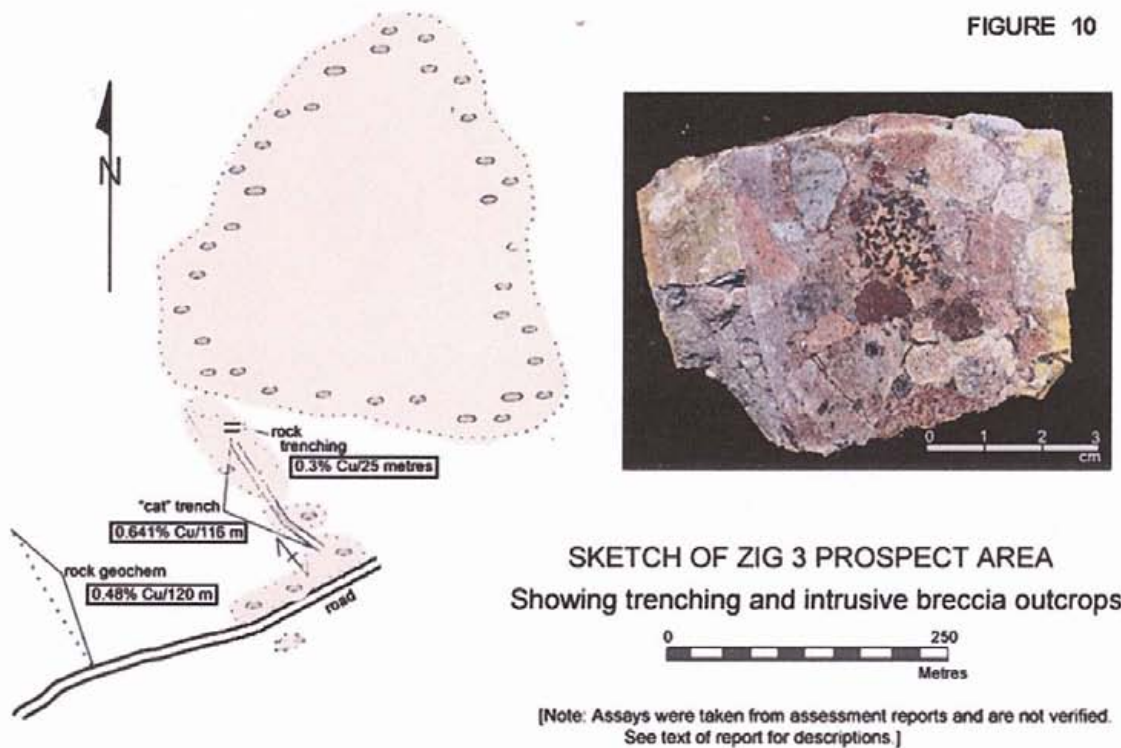 FIGURE 10
N
rock
trenching
0.3% Cu/25 metres
"cat" trench
0.641% Cu/116 m
rock geochem
0.48% Cu/120 m
road
0 1 2 3
cm
SKETCH OF ZIG 3 PROSPECT AREA
Showing trenching and intrusive breccia outcrops
0 250
Metres
[Note: Assays were taken from assessment reports and are not verified.
See text of report for descriptions.]